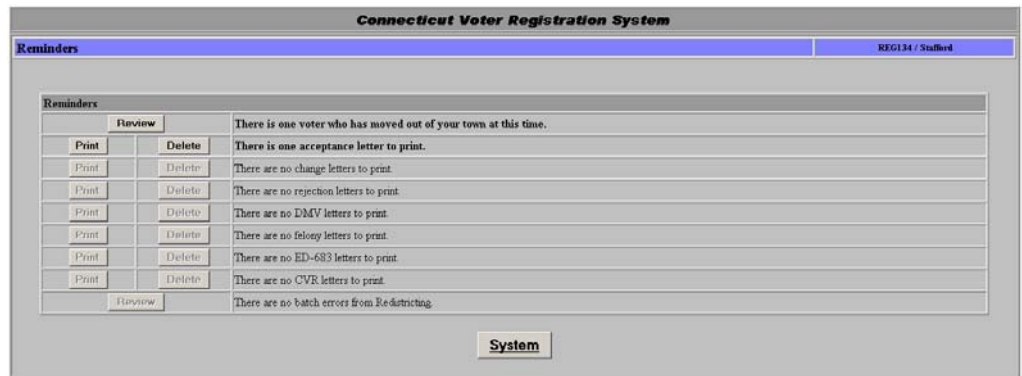 Connecticut Voter Registration System
Reminders REG134 / Stafford
Reminders
Review There is one voter who has moved out of your town at this time.
Print Delete There is one acceptance letter to print.
Print Delete There are no change letters to print.
Print Delete There are no rejection letters to print.
Print Delete There are no DMV letters to print.
Print Delete There are no felony letters to print.
Print Delete There are no ED-683 letters to print.
Print Delete There are no CVR letters to print.
Review There are no batch errors from Redistricting.
System